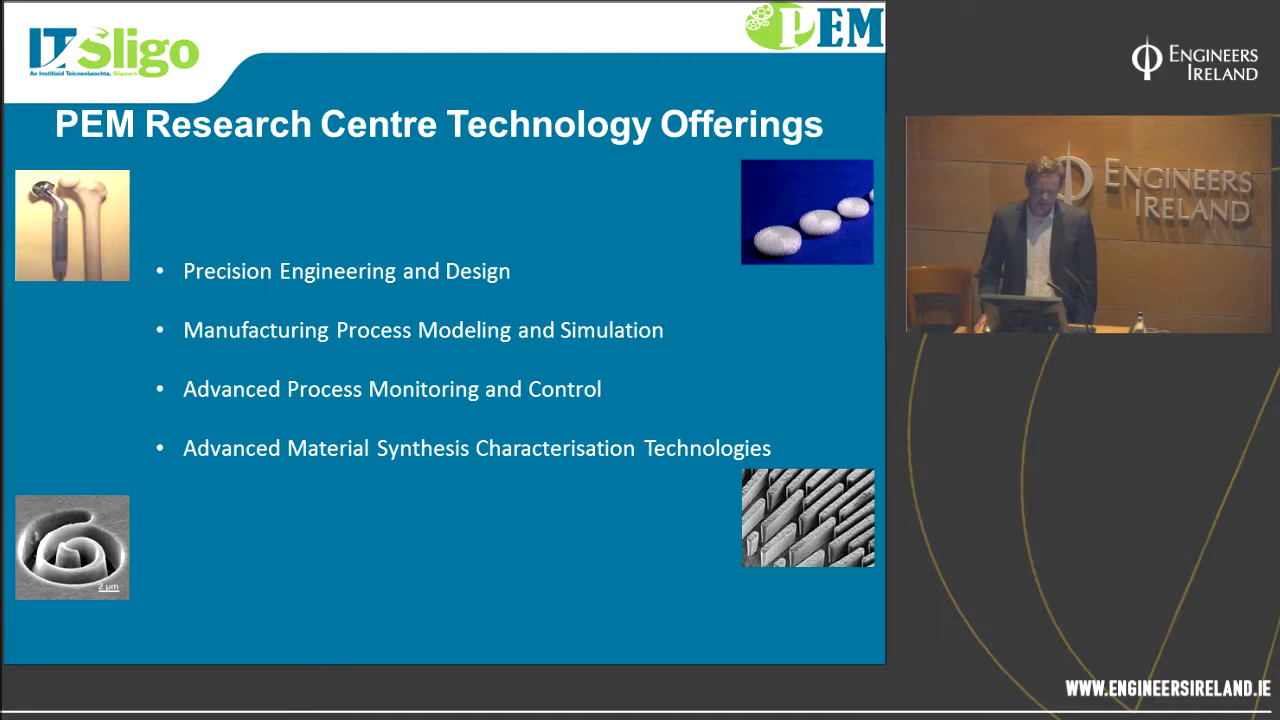 IT Sligo
An Institiúid Teicneolaíochta, Sligeach
PEM
ENGINEERS
IRELAND
PEM Research Centre Technology Offerings
ENGINEERS
IRELAND
• Precision Engineering and Design
• Manufacturing Process Modeling and Simulation
• Advanced Process Monitoring and Control
• Advanced Material Synthesis Characterisation Technologies
2 µm
WWW.ENGINEERSIRELAND.IE